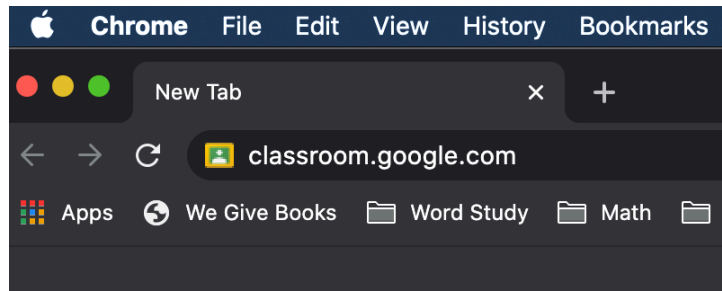 Chrome File Edit View History Bookmarks
New Tab
classroom.google.com
Apps We Give Books Word Study Math